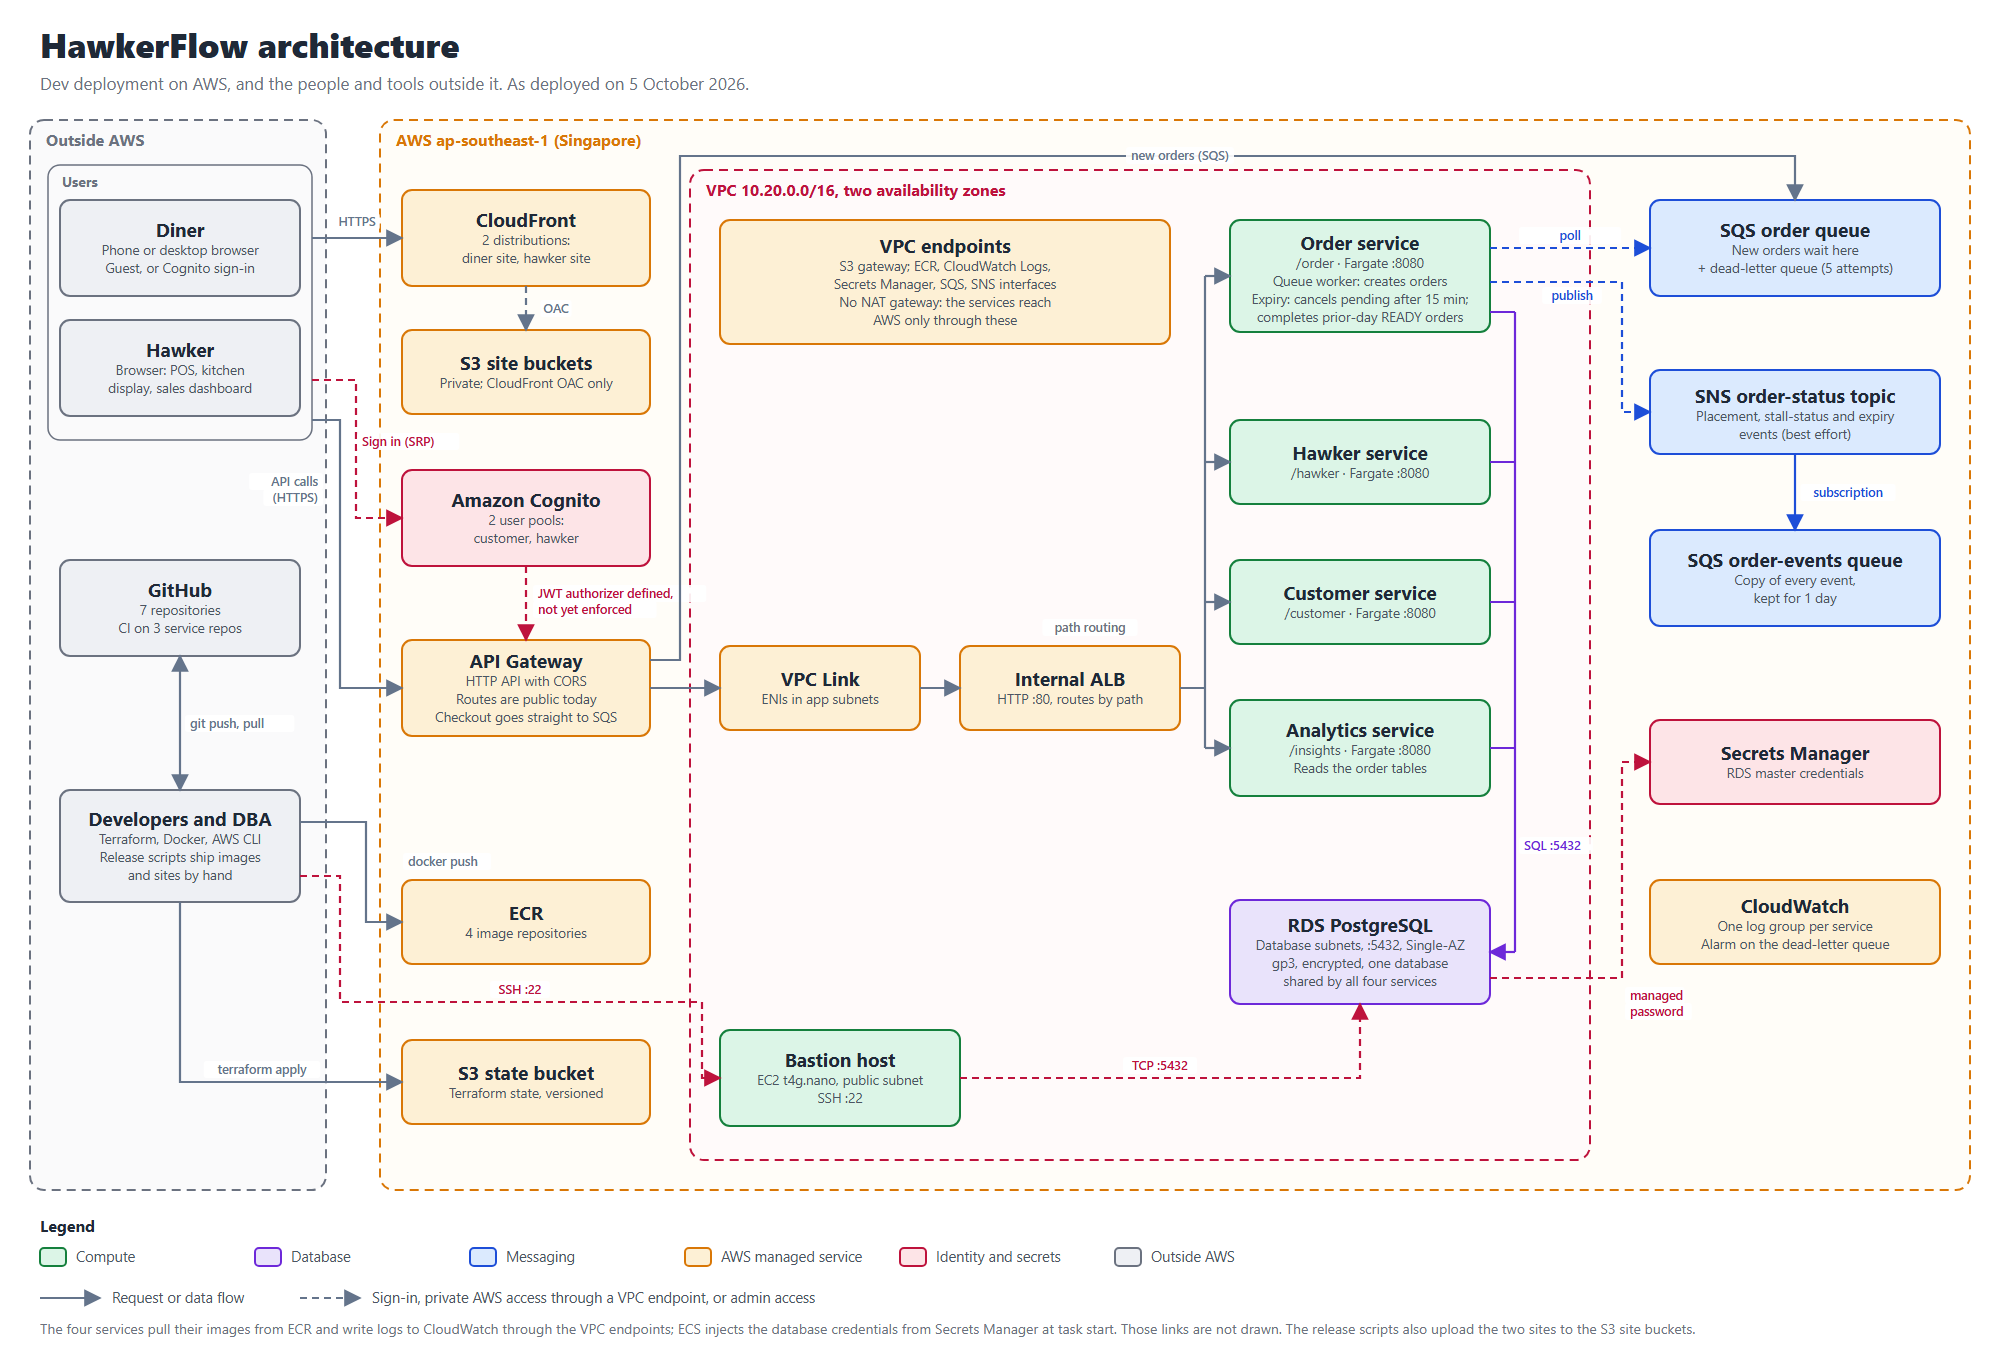 HawkerFlow architecture
Dev deployment on AWS, and the people and tools outside it. As deployed on 5 October 2026.
Outside AWS
Users
Diner
Phone or desktop browser
Guest, or Cognito sign-in
Hawker
Browser: POS, kitchen
display, sales dashboard
HTTPS
Sign in (SRP)
API calls
(HTTPS)
GitHub
7 repositories
CI on 3 service repos
git push, pull
Developers and DBA
Terraform, Docker, AWS CLI
Release scripts ship images
and sites by hand
docker push
SSH :22
terraform apply
AWS ap-southeast-1 (Singapore)
CloudFront
2 distributions:
diner site, hawker site
OAC
S3 site buckets
Private; CloudFront OAC only
Amazon Cognito
2 user pools:
customer, hawker
JWT authorizer defined,
not yet enforced
API Gateway
HTTP API with CORS
Routes are public today
Checkout goes straight to SQS
ECR
4 image repositories
S3 state bucket
Terraform state, versioned
new orders (SQS)
VPC 10.20.0.0/16, two availability zones
VPC endpoints
S3 gateway; ECR, CloudWatch Logs,
Secrets Manager, SQS, SNS interfaces
No NAT gateway: the services reach
AWS only through these
VPC Link
ENIs in app subnets
path routing
Internal ALB
HTTP :80, routes by path
Bastion host
EC2 t4g.nano, public subnet
SSH :22
TCP :5432
Order service
/order · Fargate :8080
Queue worker: creates orders
Expiry: cancels pending after 15 min;
completes prior-day READY orders
Hawker service
/hawker · Fargate :8080
Customer service
/customer · Fargate :8080
Analytics service
/insights · Fargate :8080
Reads the order tables
SQL :5432
RDS PostgreSQL
Database subnets, :5432, Single-AZ
gp3, encrypted, one database
shared by all four services
poll
publish
SQS order queue
New orders wait here
+ dead-letter queue (5 attempts)
SNS order-status topic
Placement, stall-status and expiry
events (best effort)
subscription
SQS order-events queue
Copy of every event,
kept for 1 day
Secrets Manager
RDS master credentials
CloudWatch
One log group per service
Alarm on the dead-letter queue
managed
password
Legend
Compute
Database
Messaging
AWS managed service
Identity and secrets
Outside AWS
Request or data flow
Sign-in, private AWS access through a VPC endpoint, or admin access
The four services pull their images from ECR and write logs to CloudWatch through the VPC endpoints; ECS injects the database credentials from Secrets Manager at task start. Those links are not drawn. The release scripts also upload the two sites to the S3 site buckets.